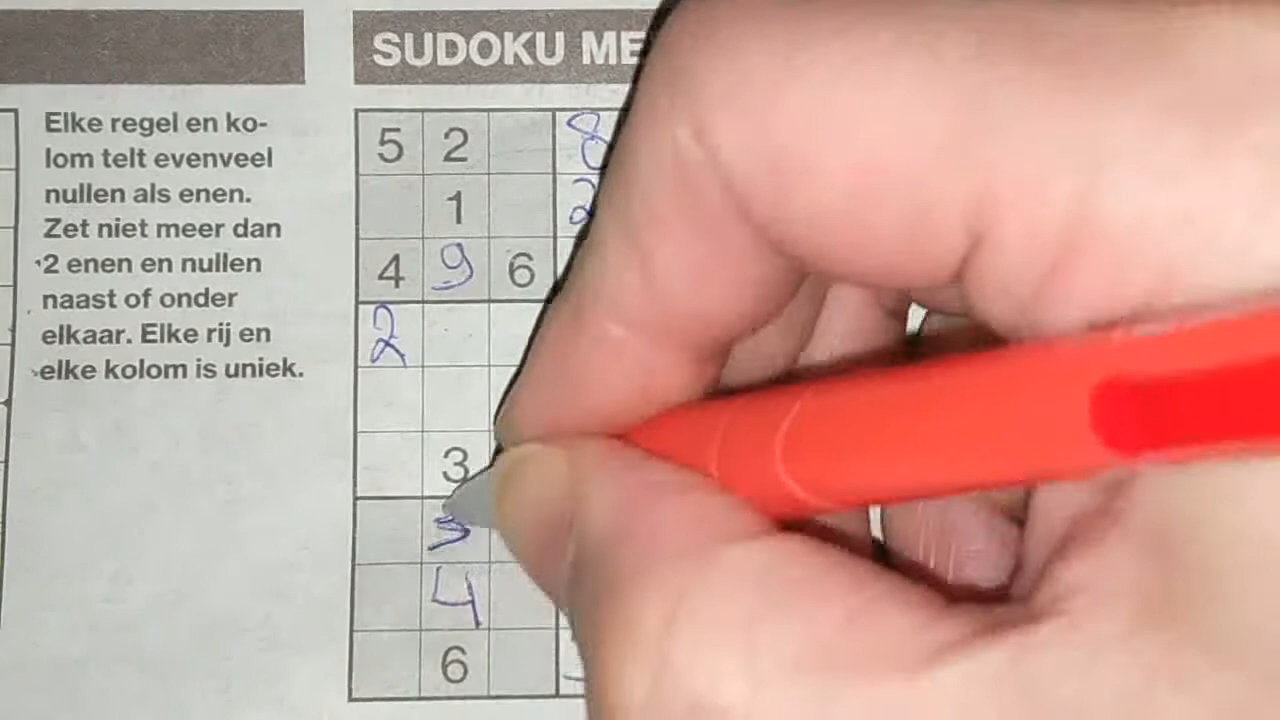 Elke regel en ko-
lom telt evenveel
nullen als enen.
Zet niet meer dan
2 enen en nullen
naast of onder
elkaar. Elke rij en
elke kolom is uniek.
SUDOKU ME
5 2 8
1 2
4 9 6
2
3
5
4
6